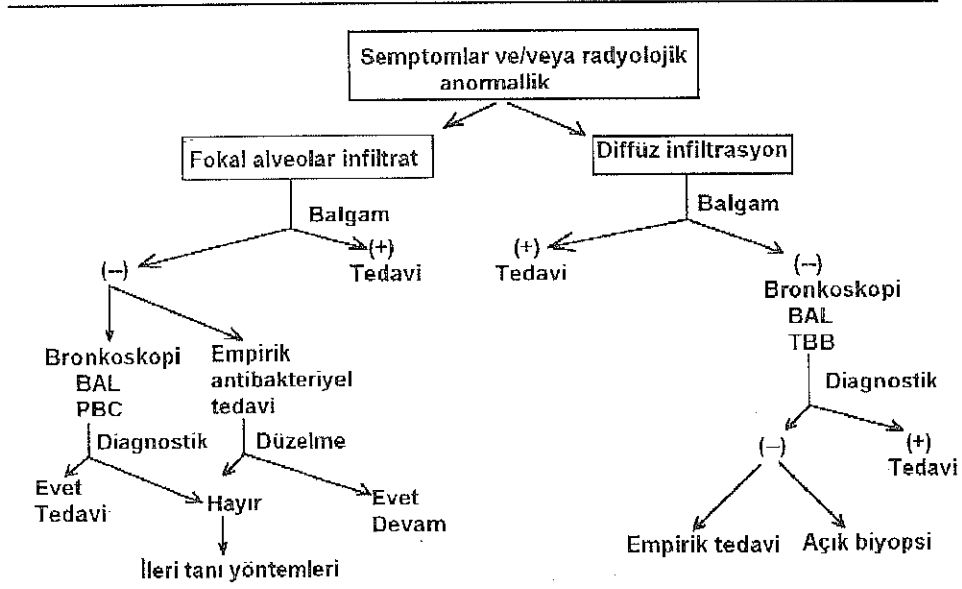 Semptomlar ve/veya radyolojik
anormallik
Fokal alveolar infiltrat
Diffüz infiltrasyon
Balgam
Balgam
(--)
(+)
Tedavi
(+)
Tedavi
(--)
Bronkoskopi
BAL
TBB
Bronkoskopi
BAL
PBC
Empirik
antibakteriyel
tedavi
Diagnostik
Diagnostik
Düzelme
(--)
(+)
Tedavi
Evet
Tedavi
Hayır
Evet
Devam
Empirik tedavi
Açık biyopsi
İleri tanı yöntemleri